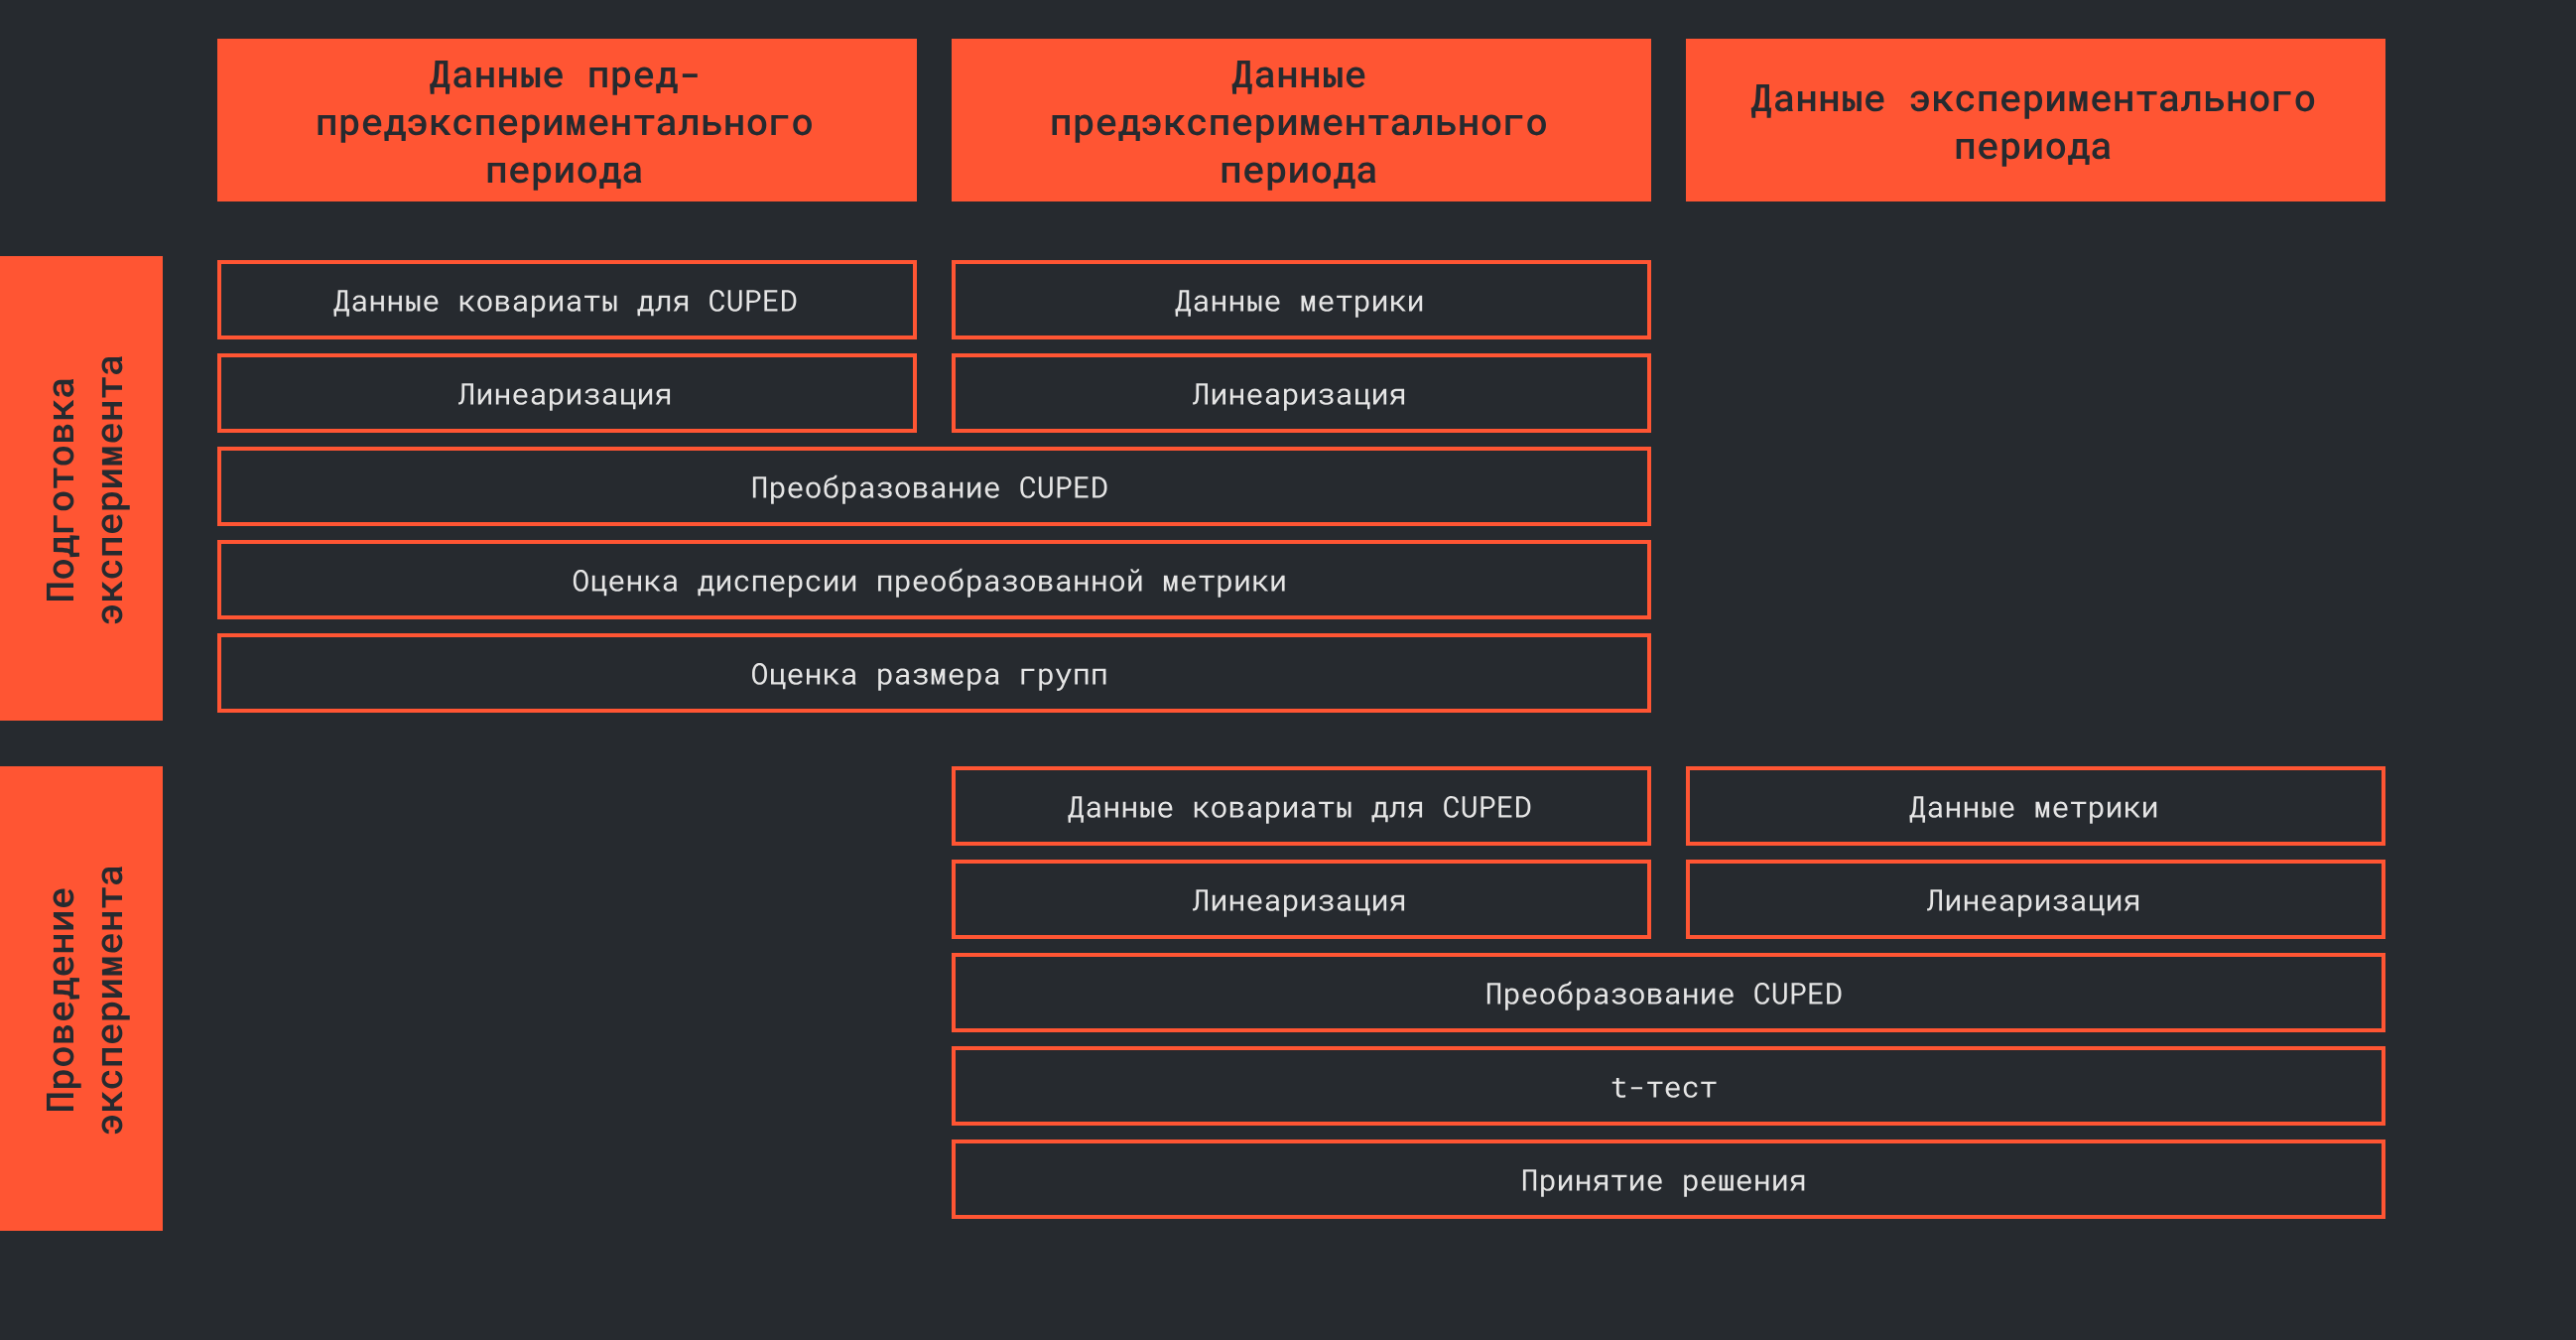 Данные пред-
предэкспериментального
периода
Данные
предэкспериментального
периода
Данные экспериментального
периода
Подготовка
эксперимента
Данные ковариаты для CUPED
Данные метрики
Линеаризация
Линеаризация
Преобразование CUPED
Оценка дисперсии преобразованной метрики
Оценка размера групп
Проведение
эксперимента
Данные ковариаты для CUPED
Данные метрики
Линеаризация
Линеаризация
Преобразование CUPED
t-тест
Принятие решения